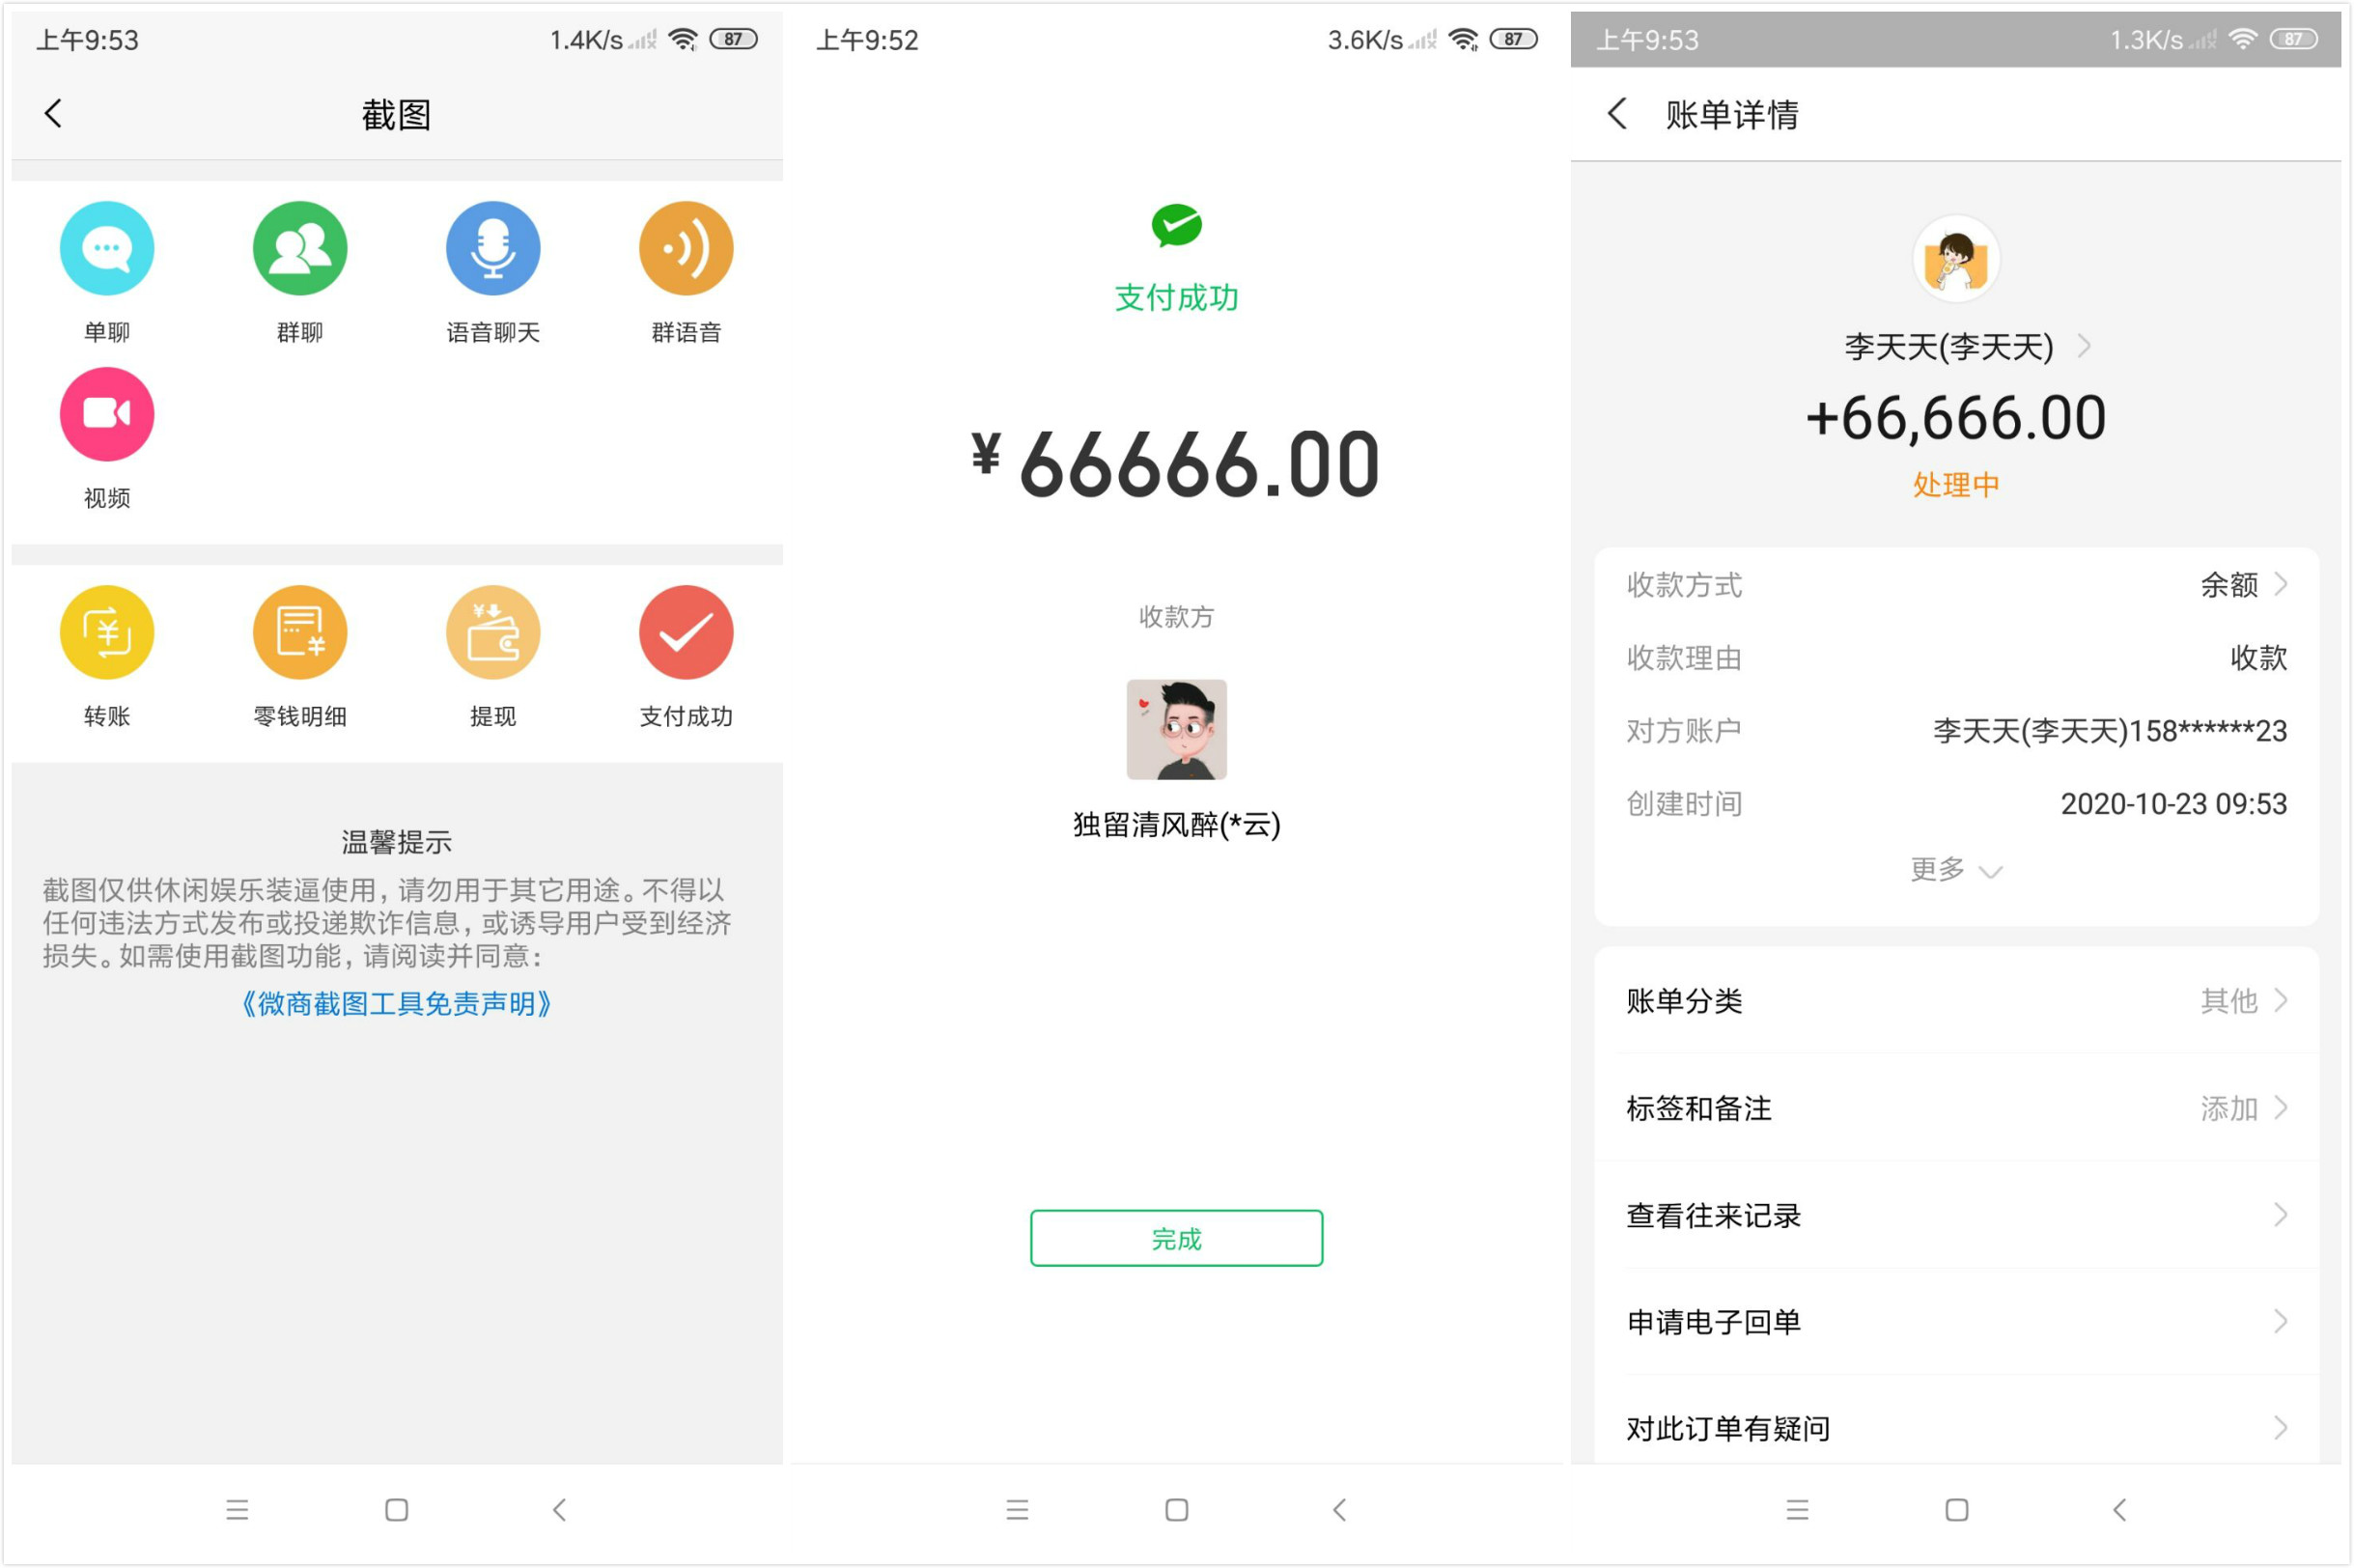 上午9:53
1.4K/s
87
截图
单聊
群聊
语音聊天
群语音
视频
转账
零钱明细
提现
支付成功
温馨提示
截图仅供休闲娱乐装逼使用,请勿用于其它用途。不得以
任何违法方式发布或投递欺诈信息,或诱导用户受到经济
损失。如需使用截图功能,请阅读并同意:
《微商截图工具免责声明》
上午9:52
3.6K/s
87
支付成功
¥66666.00
收款方
独留清风醉(*云)
完成
上午9:53
1.3K/s
87
账单详情
李天天(李天天)
+66,666.00
处理中
收款方式 余额
收款理由 收款
对方账户 李天天(李天天)158******23
创建时间 2020-10-23 09:53
更多
账单分类 其他
标签和备注 添加
查看往来记录
申请电子回单
对此订单有疑问